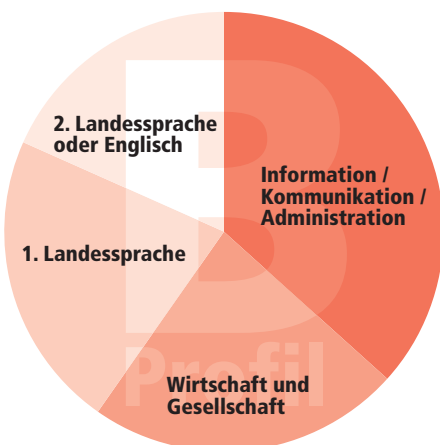 2. Landessprache
oder Englisch
Information /
Kommunikation /
Administration
1. Landessprache
B
Profil
Wirtschaft und
Gesellschaft